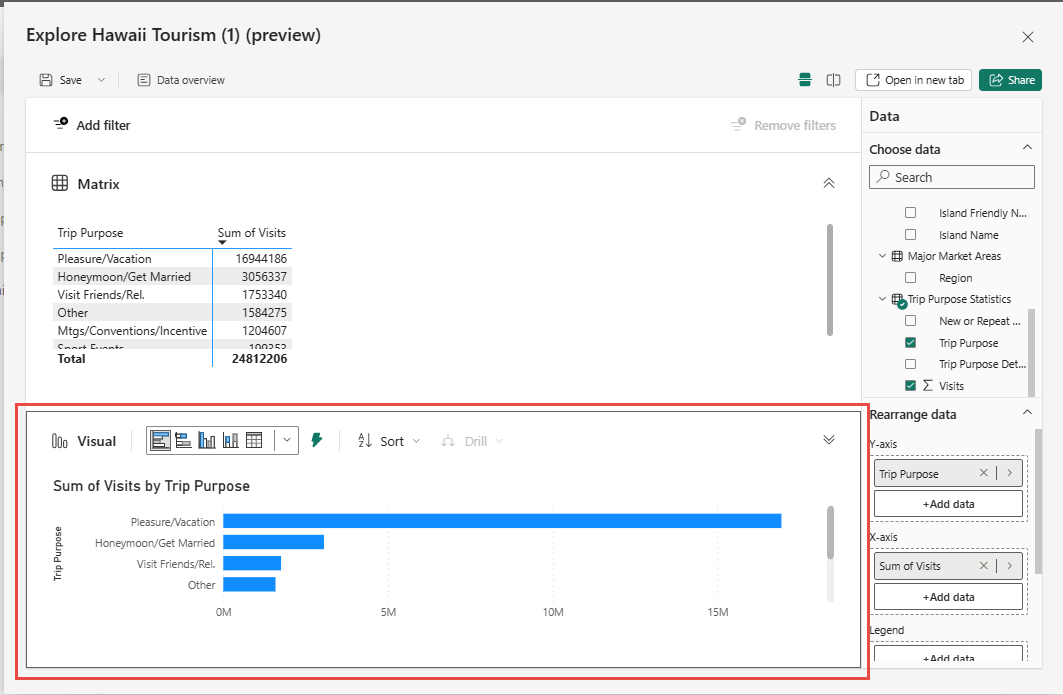 Explore Hawaii Tourism (1) (preview)
Save
Data overview
Open in new tab
Share
Add filter
Remove filters
Matrix
Trip Purpose Sum of Visits
Pleasure/Vacation 16944186
Honeymoon/Get Married 3056337
Visit Friends/Rel. 1753340
Other 1584275
Mtgs/Conventions/Incentive 1204607
Sport Events 199353
Total 24812206
Visual
Sort
Drill
Sum of Visits by Trip Purpose
Trip Purpose
Pleasure/Vacation
Honeymoon/Get Married
Visit Friends/Rel.
Other
0M 5M 10M 15M
Data
Choose data
Search
Island Friendly N...
Island Name
Major Market Areas
Region
Trip Purpose Statistics
New or Repeat ...
Trip Purpose
Trip Purpose Det...
Σ Visits
Rearrange data
Y-axis
Trip Purpose
+Add data
X-axis
Sum of Visits
+Add data
Legend
+Add data